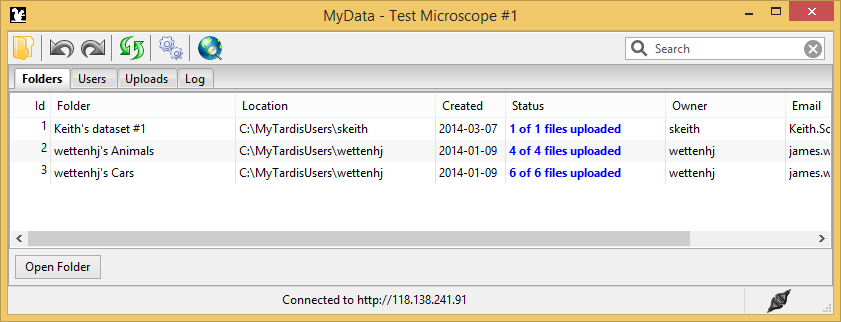 MyData - Test Microscope #1
Search
Folders Users Uploads Log
Id Folder Location Created Status Owner Email
1 Keith's dataset #1 C:\MyTardisUsers\skeith 2014-03-07 1 of 1 files uploaded skeith Keith.Sc
2 wettenhj's Animals C:\MyTardisUsers\wettenhj 2014-01-09 4 of 4 files uploaded wettenhj james.w
3 wettenhj's Cars C:\MyTardisUsers\wettenhj 2014-01-09 6 of 6 files uploaded wettenhj james.w
Open Folder
Connected to http://118.138.241.91